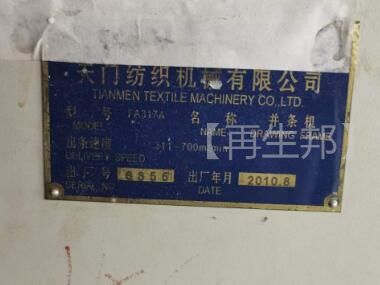 天门纺织机械有限公司
TIANMEN TEXTILE MACHINERY CO.,LTD.
型 号 FA317A 名 称 并条机
MODEL NAME DRAWING FRAME
出条速度 211-700m/min
DELIVERY SPEED
出厂号 6355 出厂年月 2010.8
SERIAL NO. DATE
【再生邦】